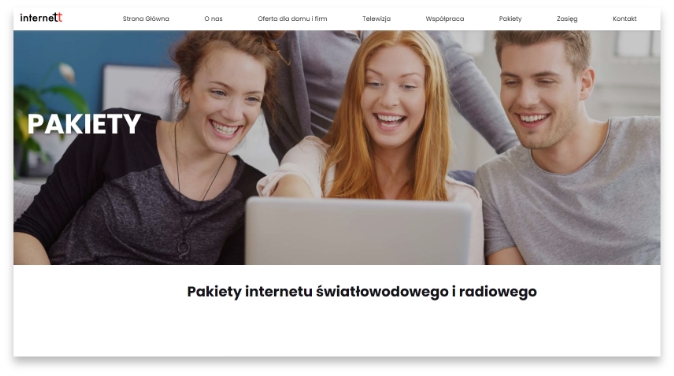 internett
Strona Główna O nas Oferta dla domu i firm Telewizja Współpraca Pakiety Zasięg Kontakt
PAKIETY
Pakiety internetu światłowodowego i radiowego